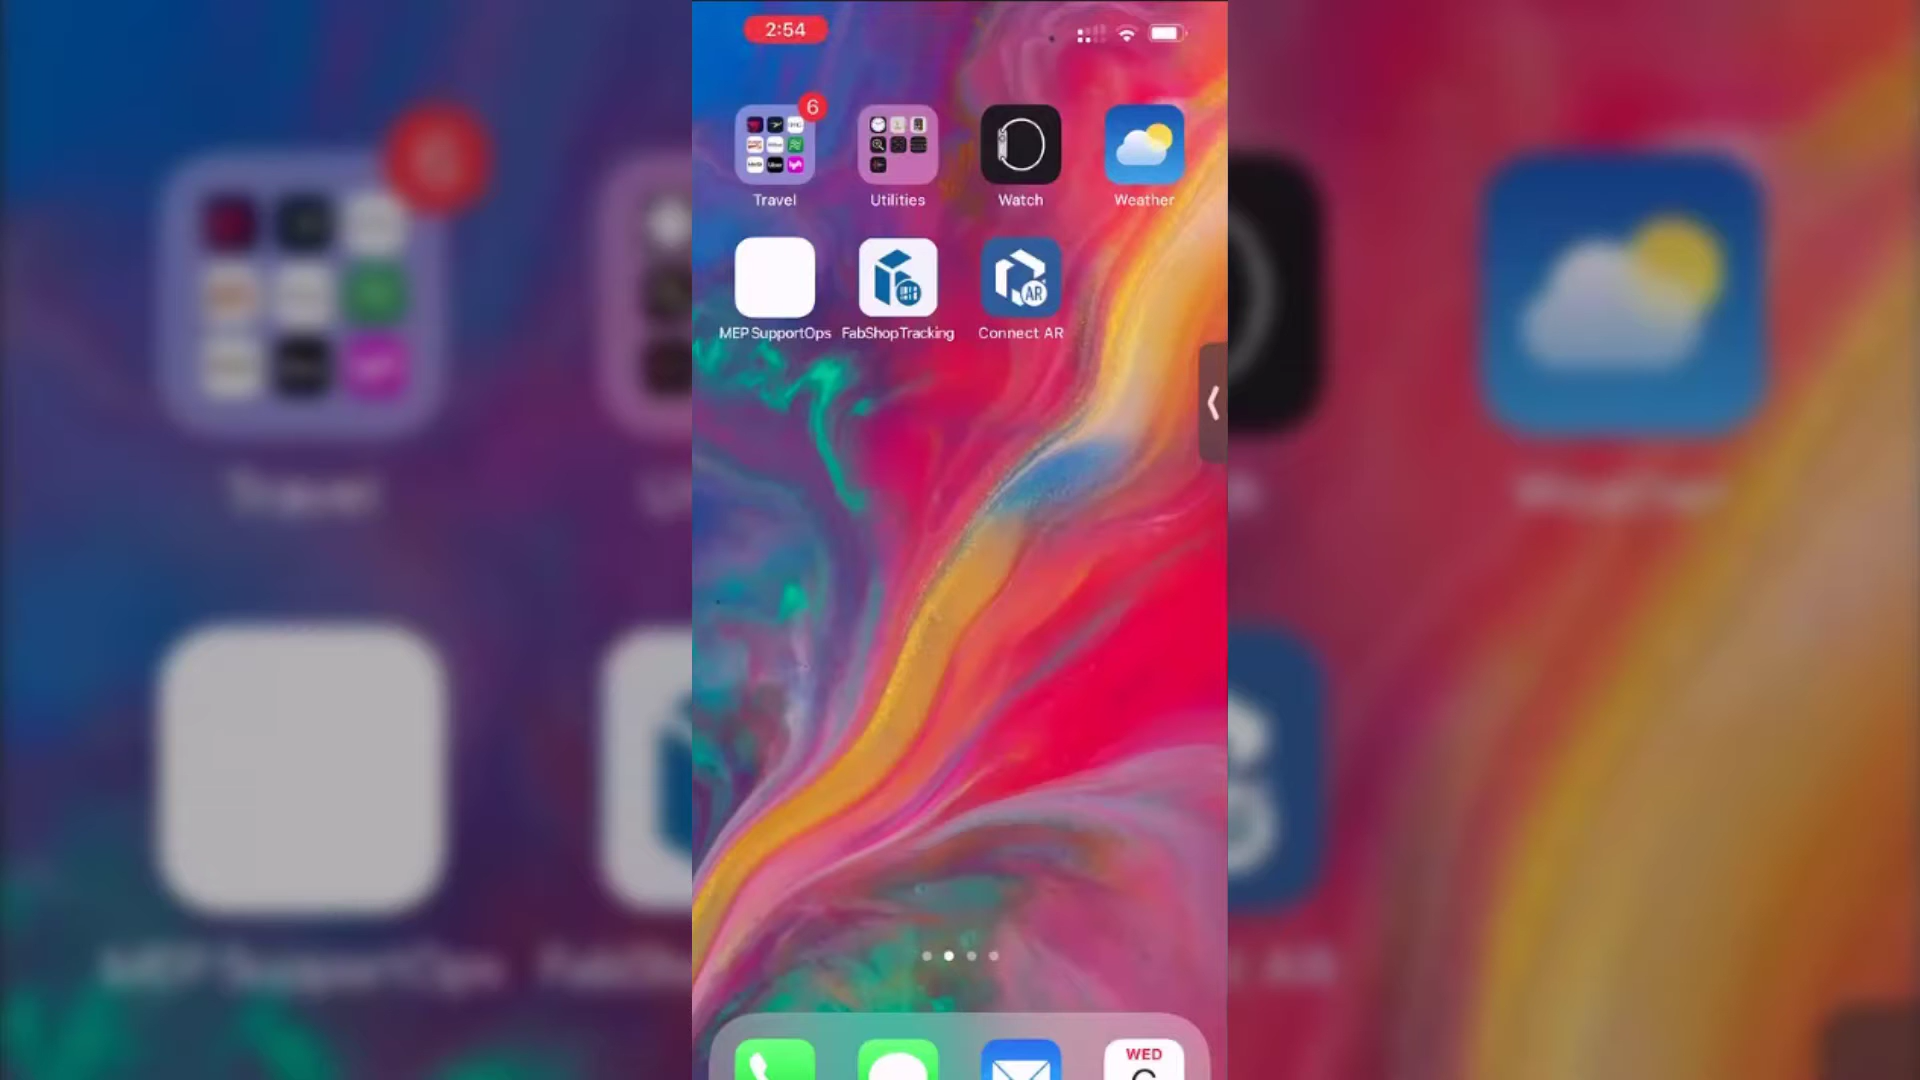 2:54
6
Travel
Utilities
Watch
Weather
MEP SupportOps
FabShopTracking
AR
Connect AR
WED